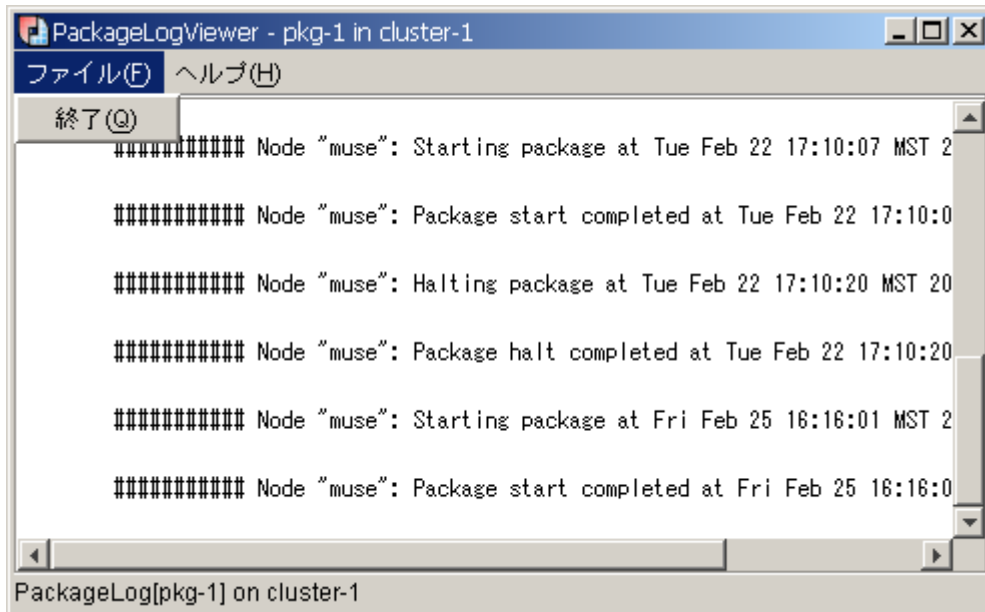 PackageLogViewer - pkg-1 in cluster-1
ファイル(F) ヘルプ(H)
終了(Q)
########### Node "muse": Starting package at Tue Feb 22 17:10:07 MST 2
########### Node "muse": Package start completed at Tue Feb 22 17:10:0
########### Node "muse": Halting package at Tue Feb 22 17:10:20 MST 20
########### Node "muse": Package halt completed at Tue Feb 22 17:10:20
########### Node "muse": Starting package at Fri Feb 25 16:16:01 MST 2
########### Node "muse": Package start completed at Fri Feb 25 16:16:0
PackageLog[pkg-1] on cluster-1